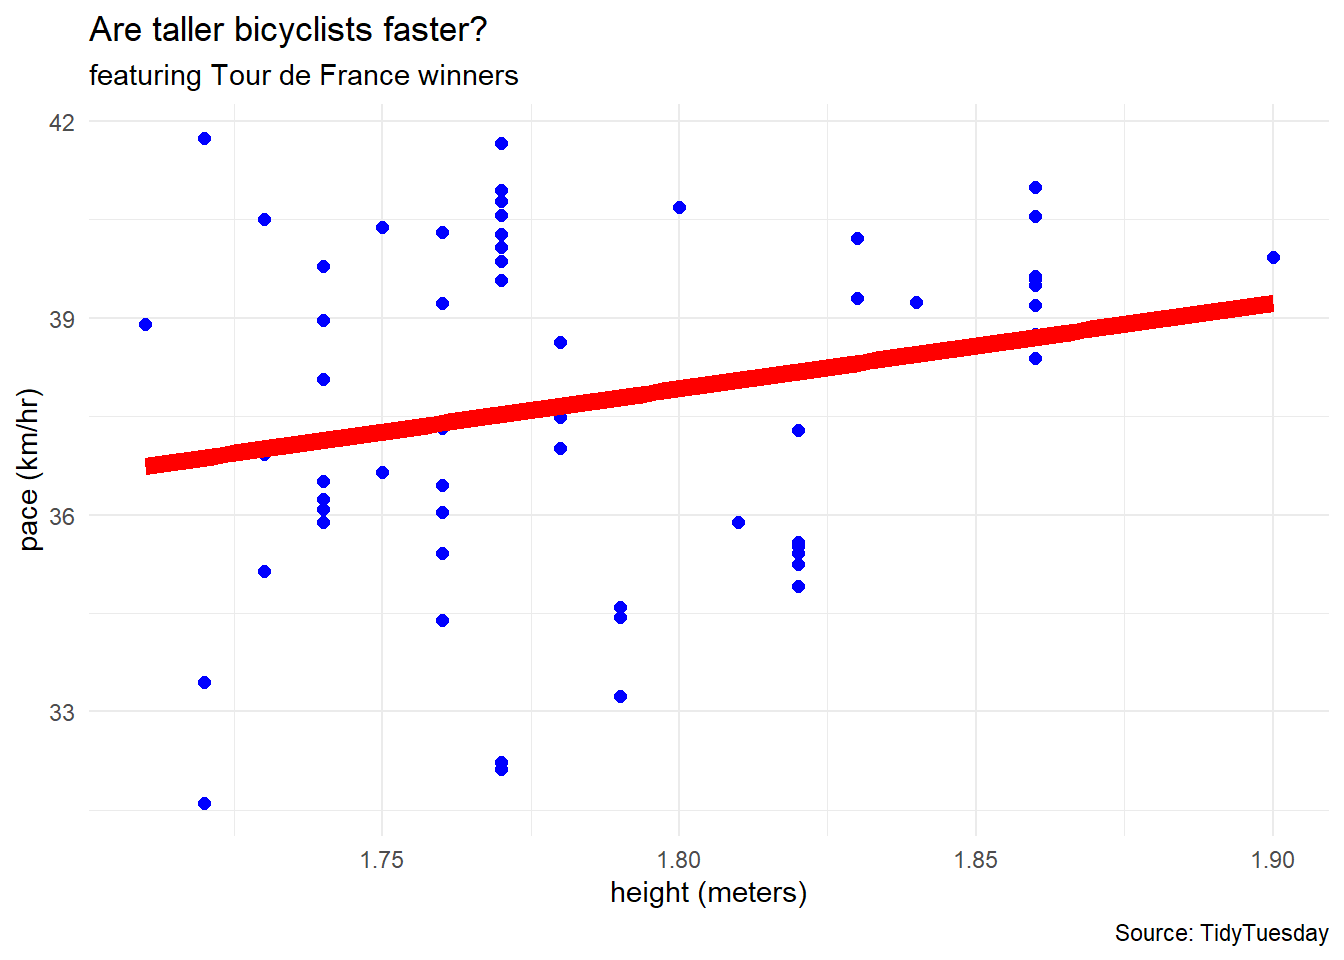 Are taller bicyclists faster?
featuring Tour de France winners
42
39
36
33
pace (km/hr)
1.75
1.80
1.85
1.90
height (meters)
Source: TidyTuesday